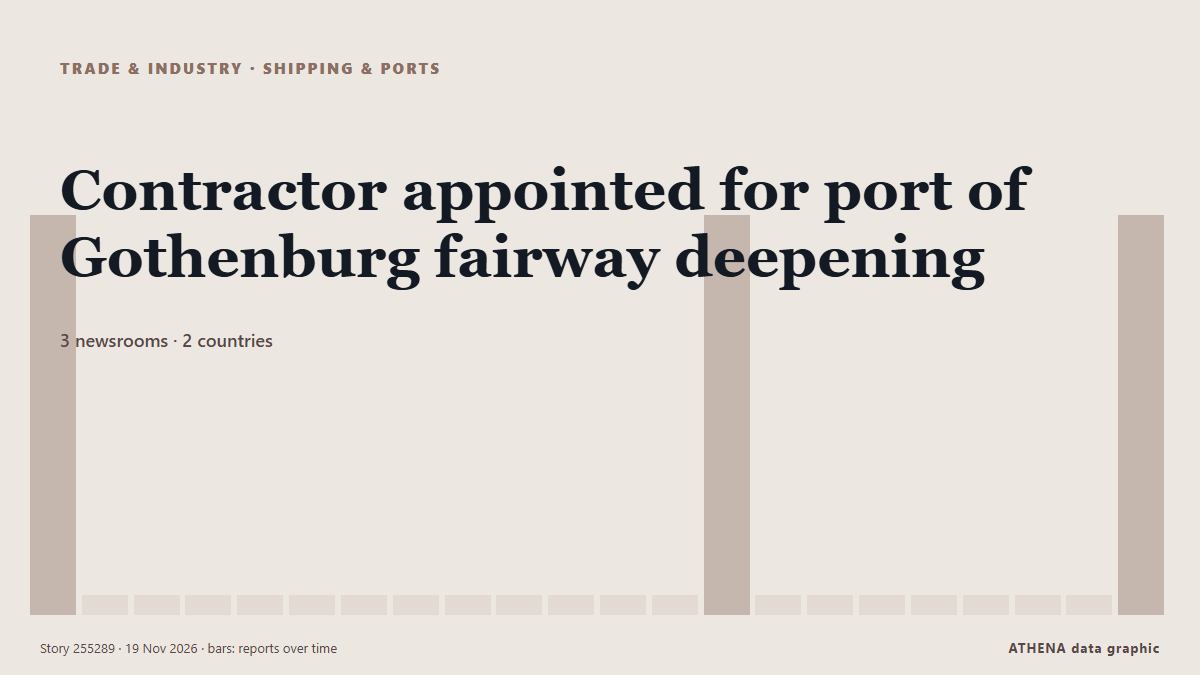 TRADE & INDUSTRY · SHIPPING & PORTS
Contractor appointed for port of
Gothenburg fairway deepening
3 newsrooms · 2 countries
Story 255289 · 19 Nov 2026 · bars: reports over time
ATHENA data graphic